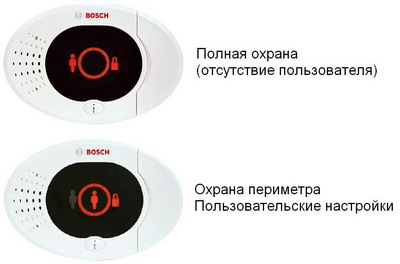 BOSCH
i
Полная охрана
(отсутствие пользователя)
BOSCH
i
Охрана периметра
Пользовательские настройки